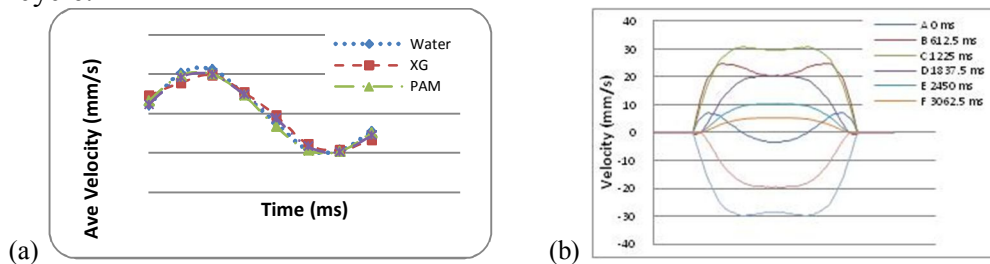 Water
XG
PAM
Ave Velocity (mm/s)
Time (ms)
(a)
A 0 ms
B 612.5 ms
C 1225 ms
D 1837.5 ms
E 2450 ms
F 3062.5 ms
Velocity (mm/s)
40
30
20
10
0
-10
-20
-30
-40
(b)